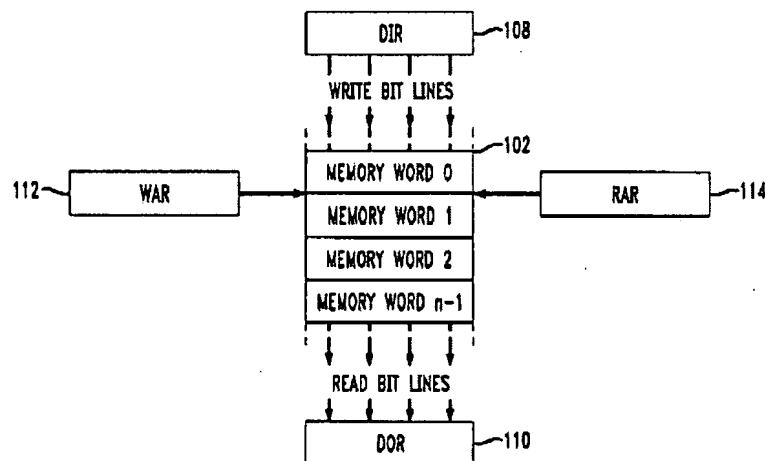 DIR
108
WRITE BIT LINES
102
MEMORY WORD 0
112
WAR
RAR
114
MEMORY WORD 1
MEMORY WORD 2
MEMORY WORD n-1
READ BIT LINES
DOR
110